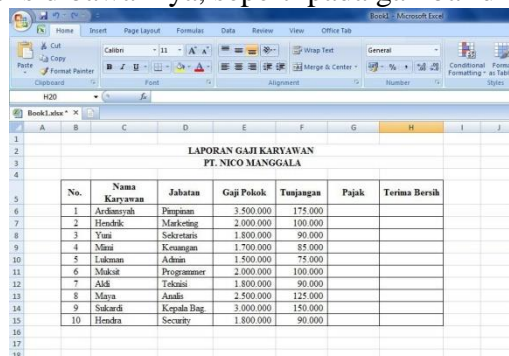 Book1 - Microsoft Excel
Home Insert Page Layout Formulas Data Review View Office Tab
Cut
Copy
Paste
Format Painter
Clipboard
Calibri 11
Font
Wrap Text
Merge & Center
Alignment
General
Number
Conditional
Formatting
as Tabl
Styles
H20 fx
Book1.xlsx * X
A B C D E F G H I J
1
2 LAPORAN GAJI KARYAWAN
3 PT. NICO MANGGALA
4
5 No. Nama Karyawan Jabatan Gaji Pokok Tunjangan Pajak Terima Bersih
6 1 Ardiansyah Pimpinan 3.500.000 175.000
7 2 Hendrik Marketing 2.000.000 100.000
8 3 Yuni Sekretaris 1.800.000 90.000
9 4 Mimi Keuangan 1.700.000 85.000
10 5 Lukman Admin 1.500.000 75.000
11 6 Muksit Programmer 2.000.000 100.000
12 7 Aldi Teknisi 1.800.000 90.000
13 8 Maya Analis 2.500.000 125.000
14 9 Sukardi Kepala Bag. 3.000.000 150.000
15 10 Hendra Security 1.800.000 90.000
16
17
18